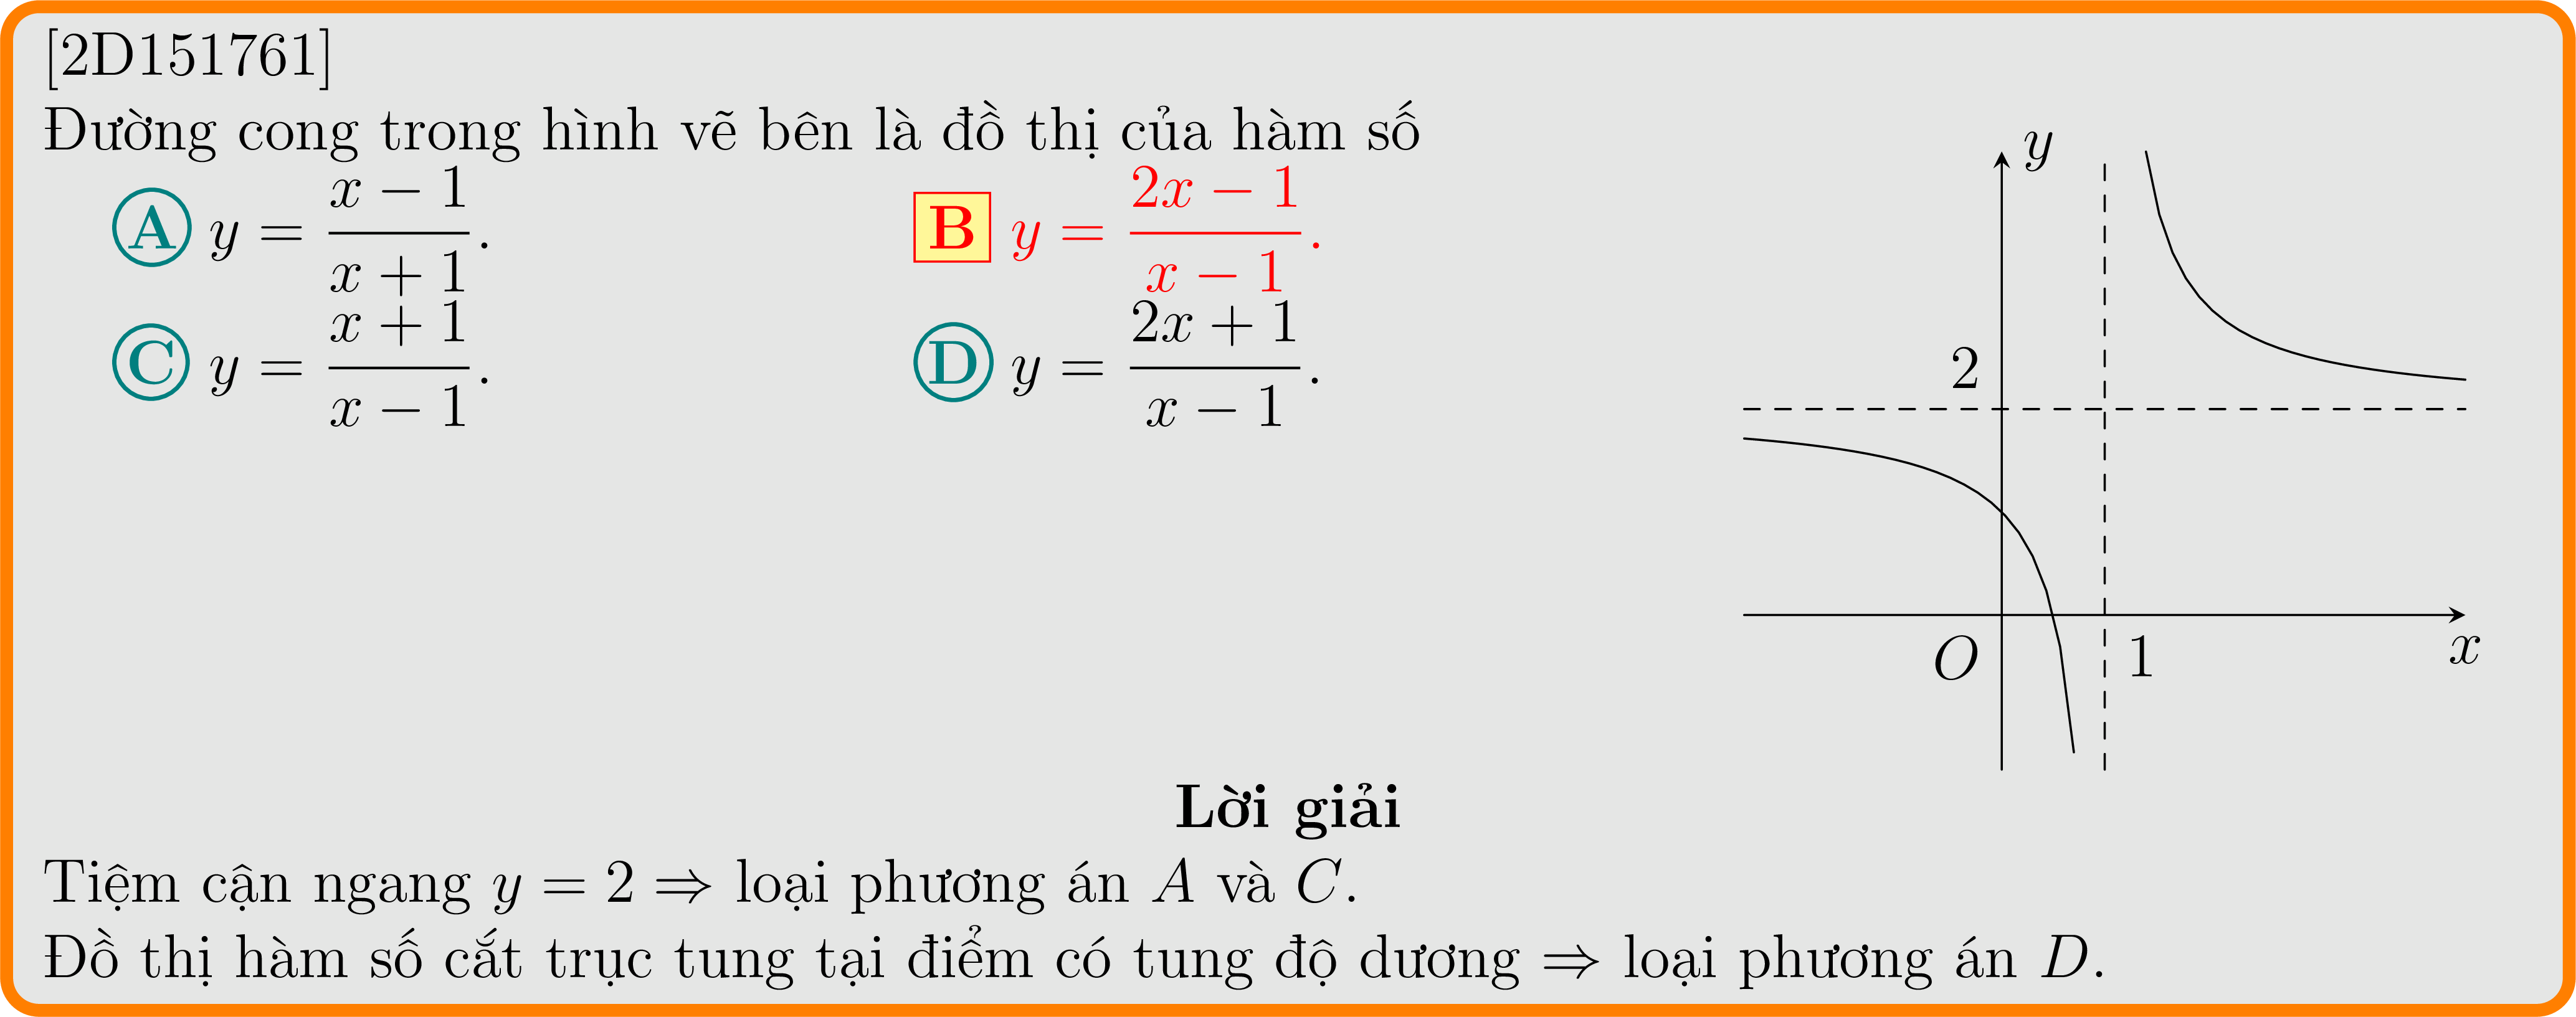 [2D151761]
Đường cong trong hình vẽ bên là đồ thị của hàm số
A y = \frac{x - 1}{x + 1}.
B y = \frac{2x - 1}{x - 1}.
C y = \frac{x + 1}{x - 1}.
D y = \frac{2x + 1}{x - 1}.
y
2
O
1
x
Lời giải
Tiệm cận ngang y = 2 ⇒ loại phương án A và C.
Đồ thị hàm số cắt trục tung tại điểm có tung độ dương ⇒ loại phương án D.